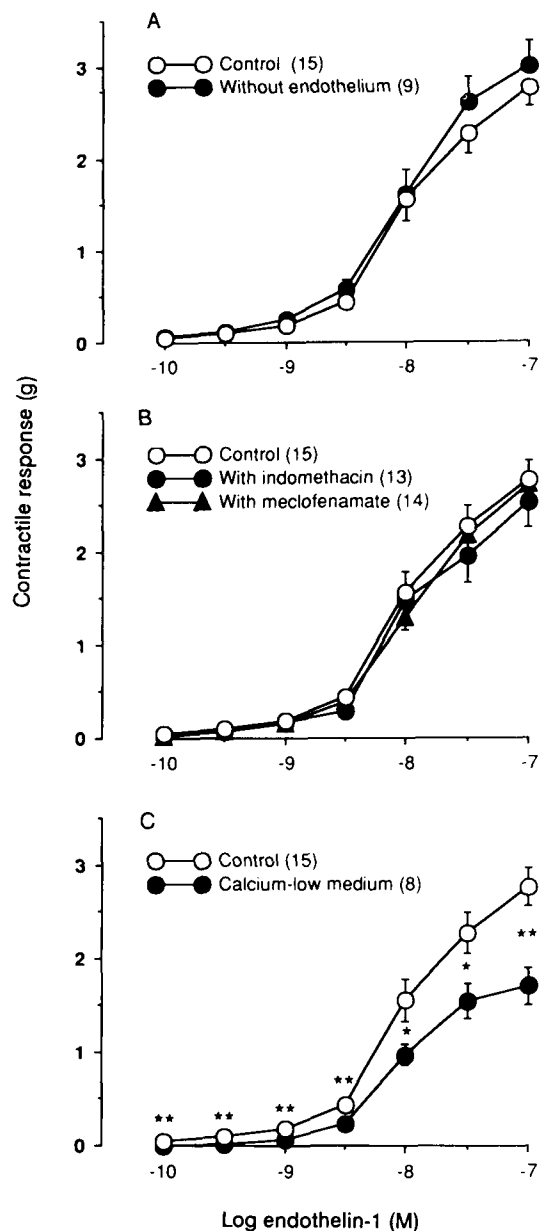 A
Control (15)
Without endothelium (9)
3
2
1
0
-10
-9
-8
-7
B
Control (15)
With indomethacin (13)
With meclofenamate (14)
3
2
1
0
-10
-9
-8
-7
Contractile response (g)
C
Control (15)
Calcium-low medium (8)
3
2
1
0
** ** ** ** * * **
-10
-9
-8
-7
Log endothelin-1 (M)